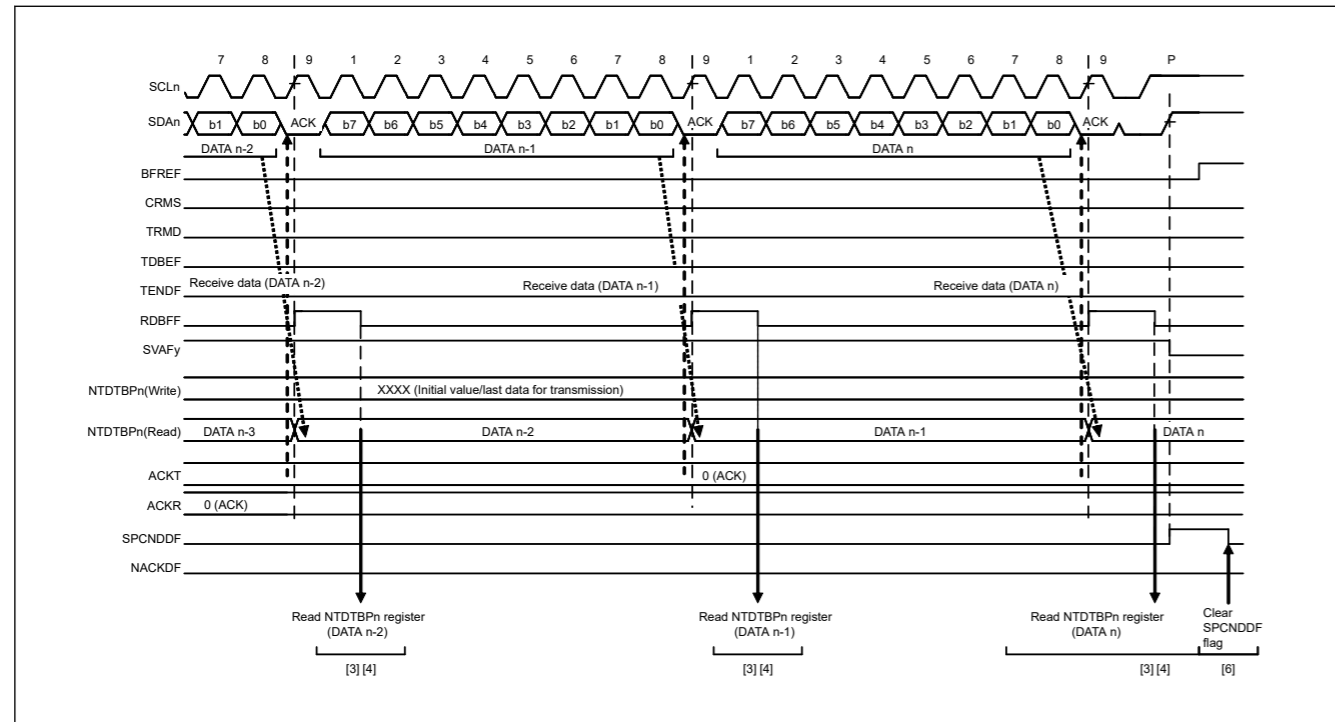 7 8 9 1 2 3 4 5 6 7 8 9 1 2 3 4 5 6 7 8 9 P
SCLn
SDAn b1 b0 ACK b7 b6 b5 b4 b3 b2 b1 b0 ACK b7 b6 b5 b4 b3 b2 b1 b0 ACK
DATA n-2 DATA n-1 DATA n
BFREF
CRMS
TRMD
TDBEF
Receive data (DATA n-2) Receive data (DATA n-1) Receive data (DATA n)
TENDF
RDBFF
SVAFy
NTDTBPn(Write) XXXX (Initial value/last data for transmission)
NTDTBPn(Read) DATA n-3 DATA n-2 DATA n-1 DATA n
ACKT 0 (ACK)
ACKR 0 (ACK)
SPCNDDF
NACKDF
Read NTDTBPn register Read NTDTBPn register Read NTDTBPn register Clear
(DATA n-2) (DATA n-1) (DATA n) SPCNDDF
flag
[3] [4] [3] [4] [3] [4] [6]